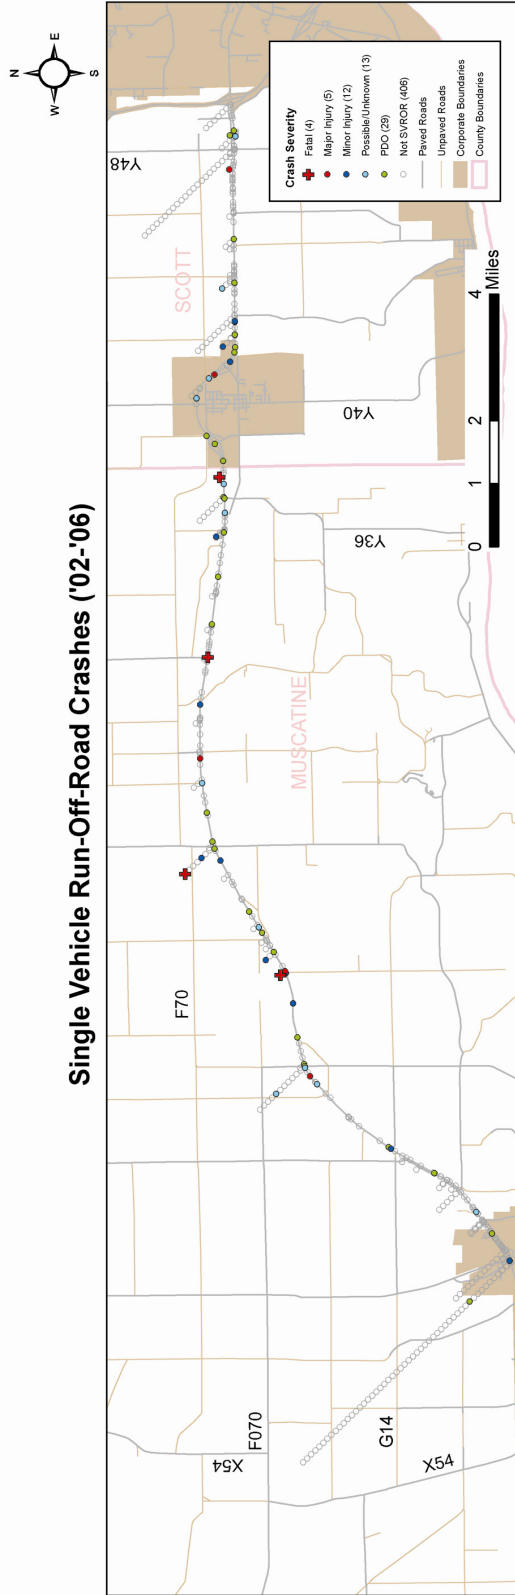 Single Vehicle Run-Off-Road Crashes ('02-'06)
N
W
E
S
Y48
SCOTT
Y40
Y36
MUSCATINE
F70
F070
X54
G14
X54
Crash Severity
Fatal (4)
Major Injury (5)
Minor Injury (12)
Possible/Unknown (13)
PDO (29)
Not SVROR (406)
Paved Roads
Unpaved Roads
Corporate Boundaries
County Boundaries
0 1 2 4
Miles